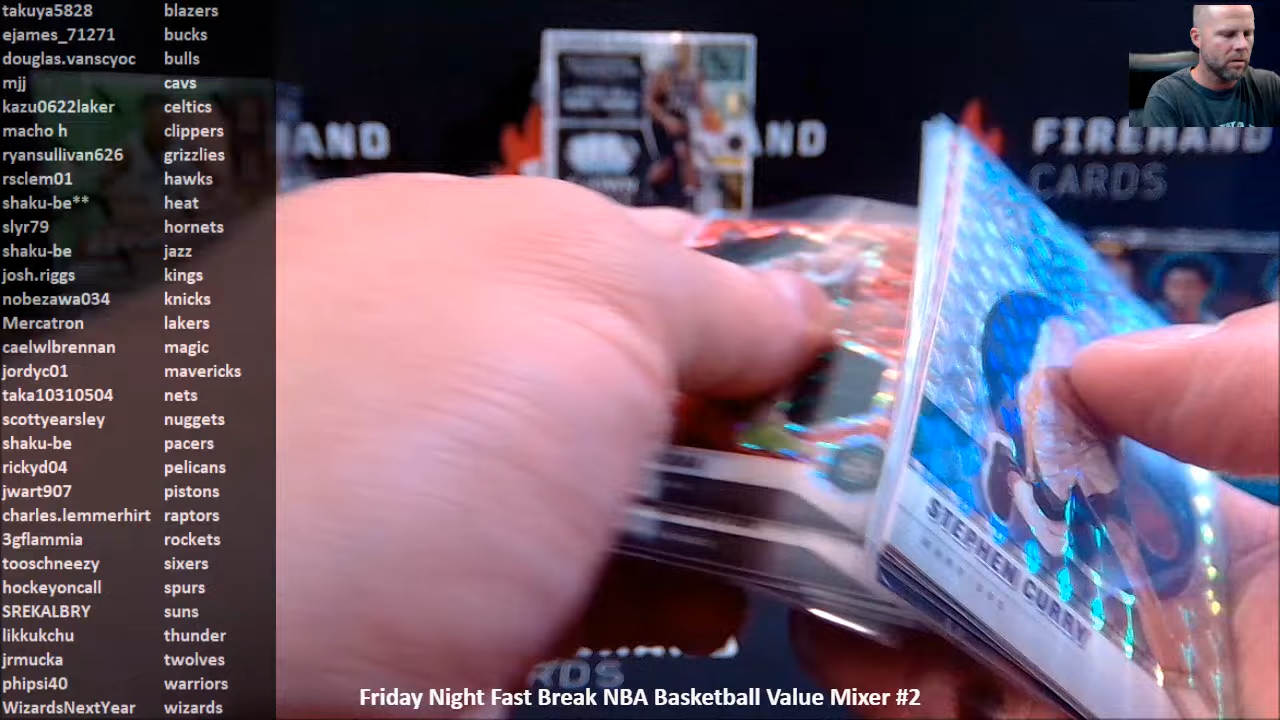 takuya5828 blazers
ejames_71271 bucks
douglas.vanscyoc bulls
mjj cavs
kazu0622laker celtics
macho h clippers
ryansullivan626 grizzlies
rsclem01 hawks
shaku-be** heat
slyr79 hornets
shaku-be jazz
josh.riggs kings
nobezawa034 knicks
Mercatron lakers
caelwlbrennan magic
jordyc01 mavericks
taka10310504 nets
scottyearsley nuggets
shaku-be pacers
rickyd04 pelicans
jwart907 pistons
charles.lemmerhirt raptors
3gflammia rockets
tooschneezy sixers
hockeyoncall spurs
SREKALBRY suns
likkukchu thunder
jrmucka twolves
phipsi40 warriors
WizardsNextYear wizards
HAND
AND
FIREHAND
CARDS
STEPHEN CURRY
RDS
Friday Night Fast Break NBA Basketball Value Mixer #2